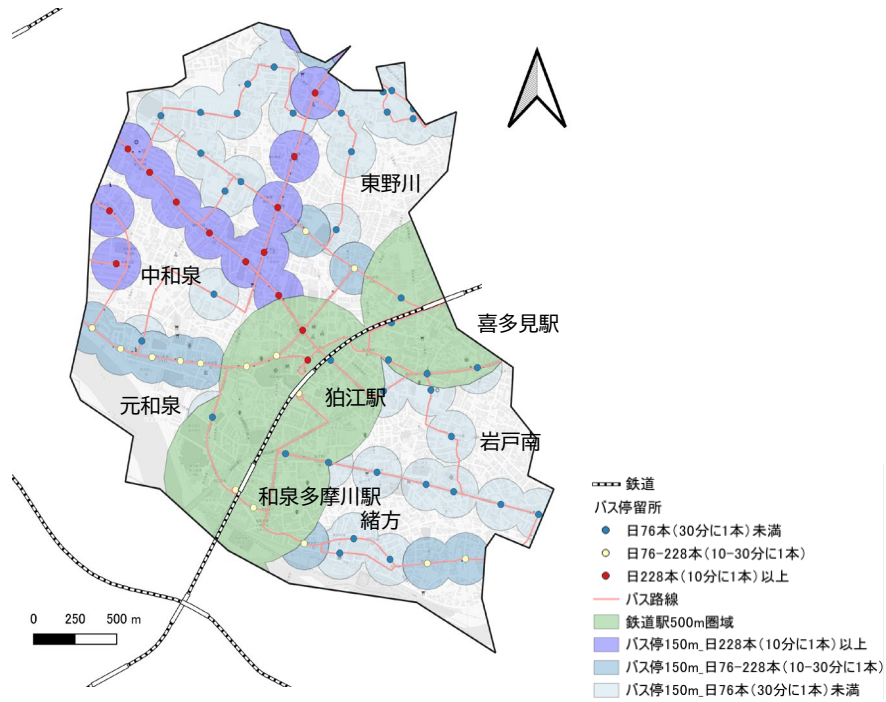 東野川
中和泉
喜多見駅
元和泉
狛江駅
岩戸南
和泉多摩川駅
緒方
0 250 500 m
鉄道
バス停留所
日76本(30分に1本)未満
日76-228本(10-30分に1本)
日228本(10分に1本)以上
バス路線
鉄道駅500m圏域
バス停150m_日228本(10分に1本)以上
バス停150m_日76-228本(10-30分に1本)
バス停150m_日76本(30分に1本)未満